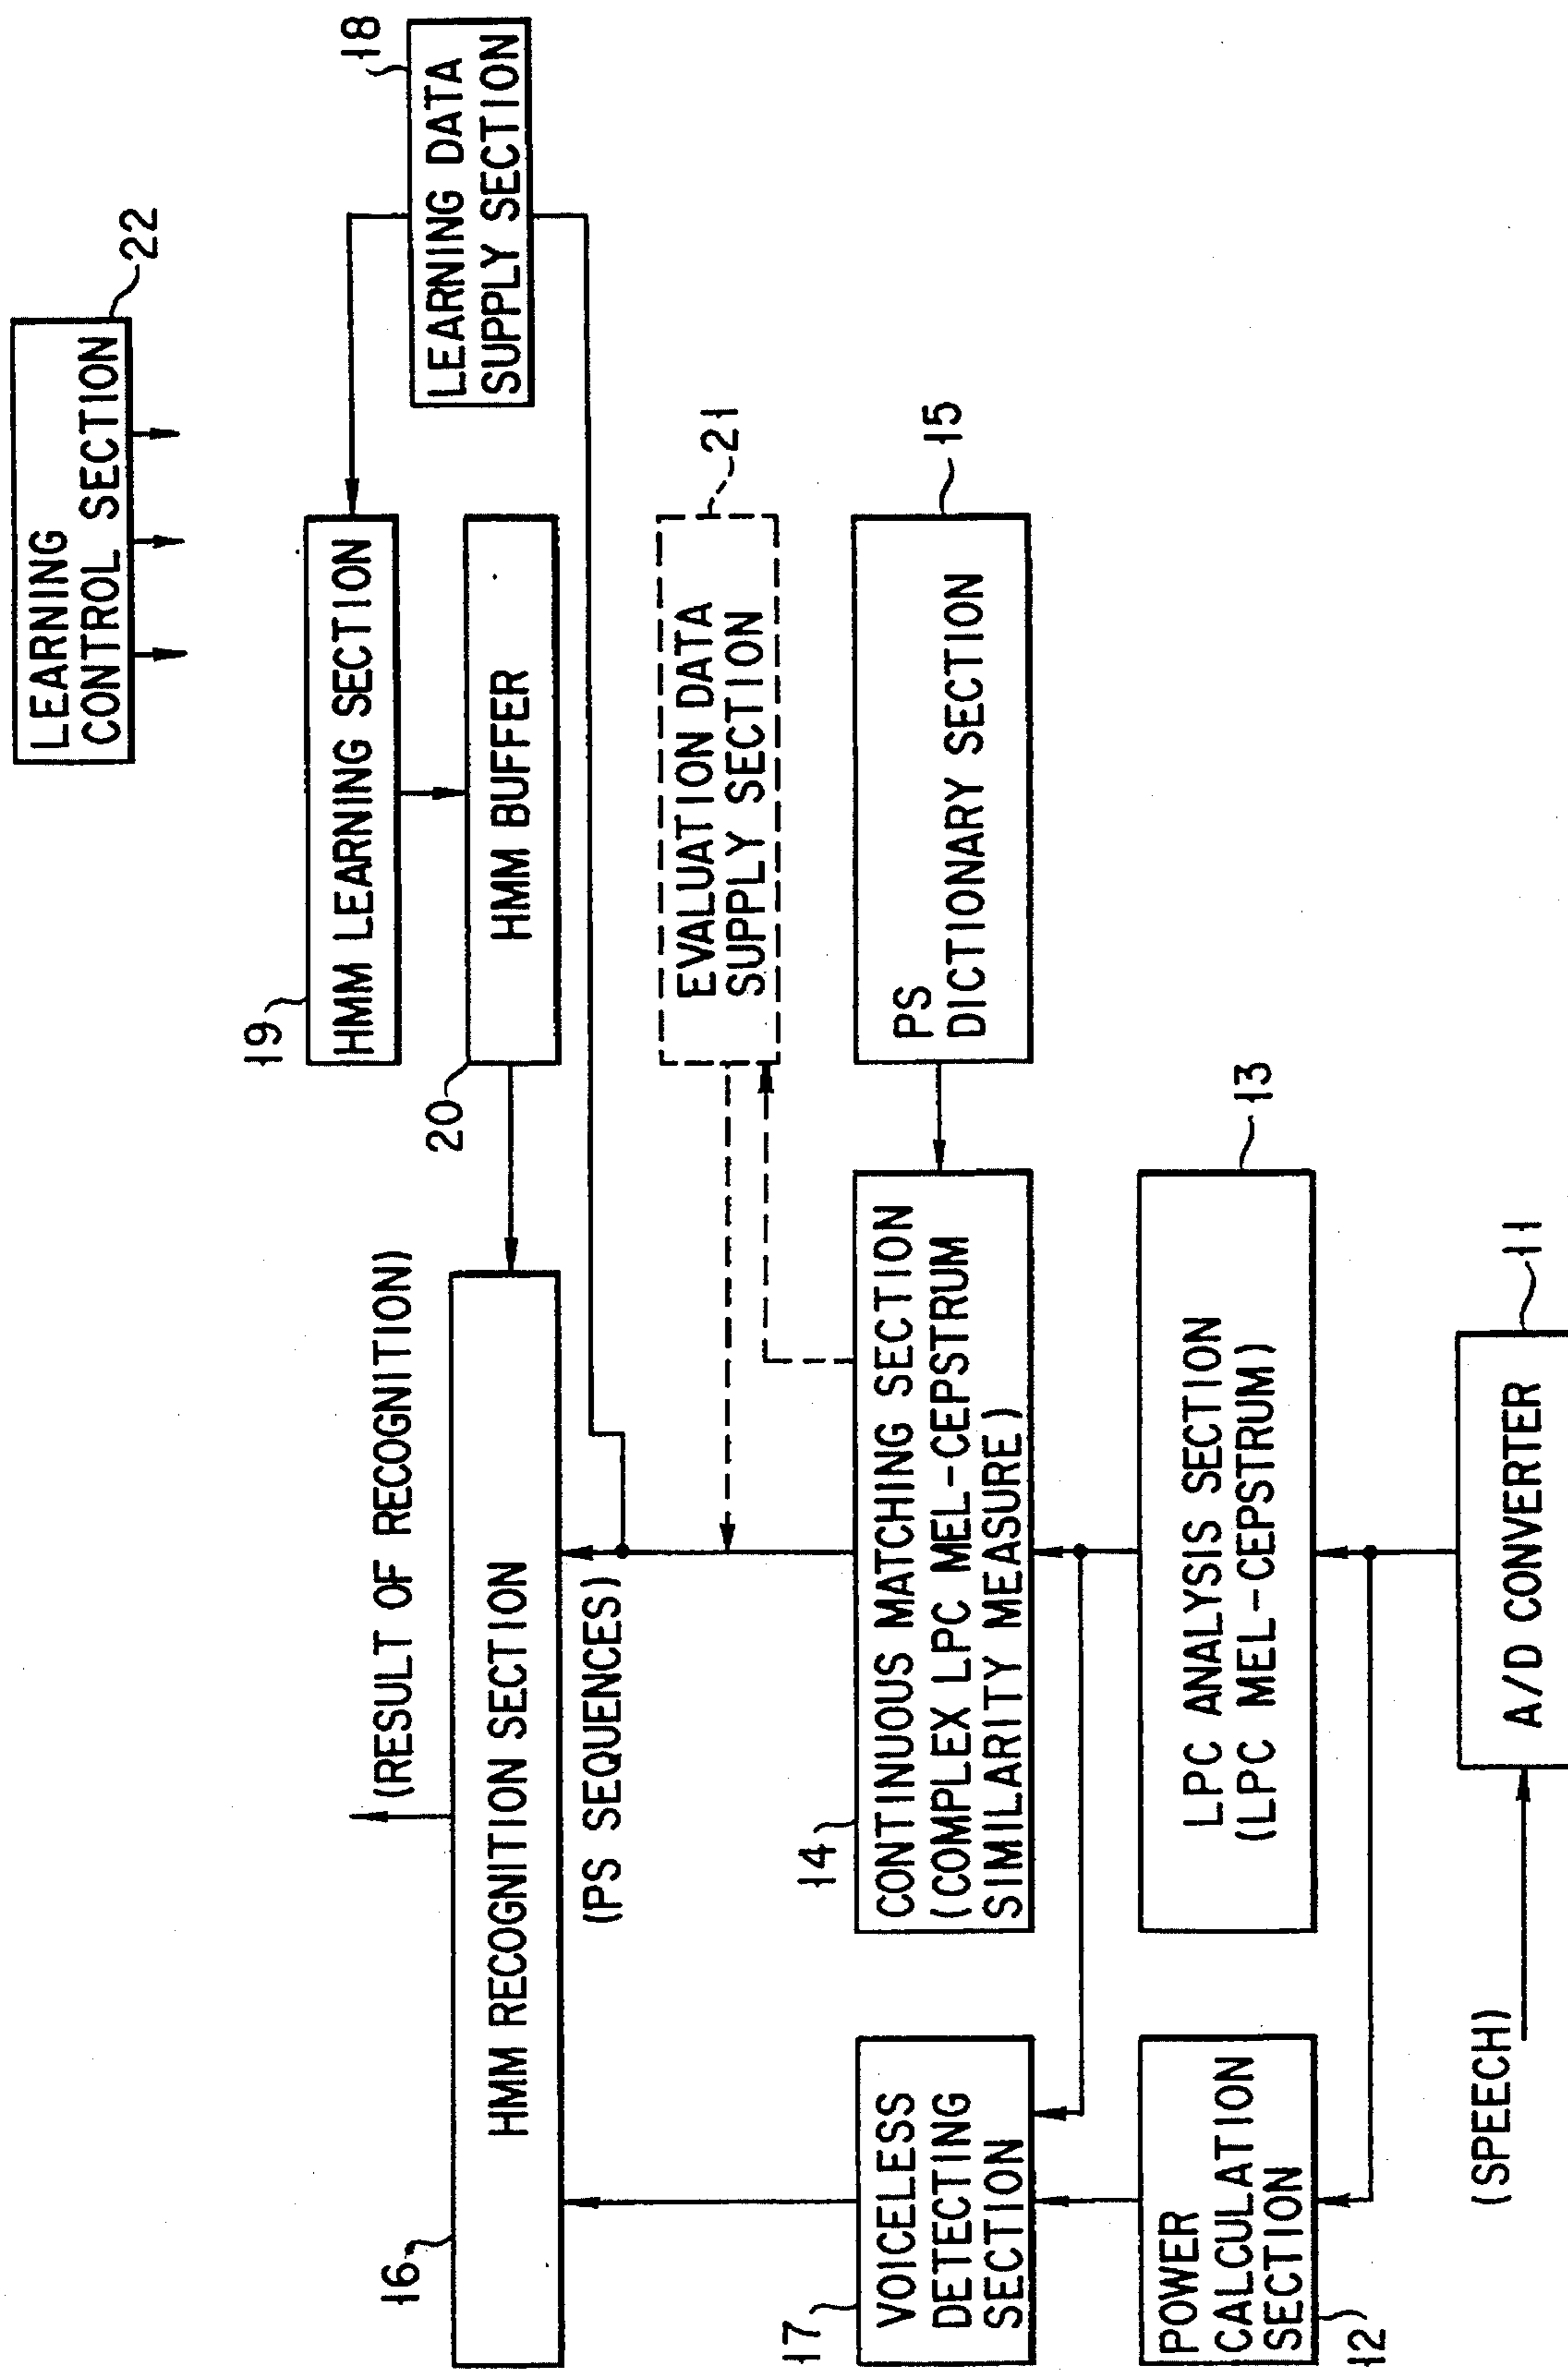 LEARNING
CONTROL SECTION
22
18
LEARNING DATA
SUPPLY SECTION
19
HMM LEARNING SECTION
20
HMM BUFFER
(RESULT OF RECOGNITION)
16
HMM RECOGNITION SECTION
(PS SEQUENCES)
21
EVALUATION DATA
SUPPLY SECTION
15
PS
DICTIONARY SECTION
14
CONTINUOUS MATCHING SECTION
(COMPLEX LPC MEL-CEPSTRUM
SIMILARITY MEASURE)
17
VOICELESS
DETECTING
SECTION
13
LPC ANALYSIS SECTION
(LPC MEL-CEPSTRUM)
POWER
CALCULATION
SECTION
12
11
A/D CONVERTER
(SPEECH)